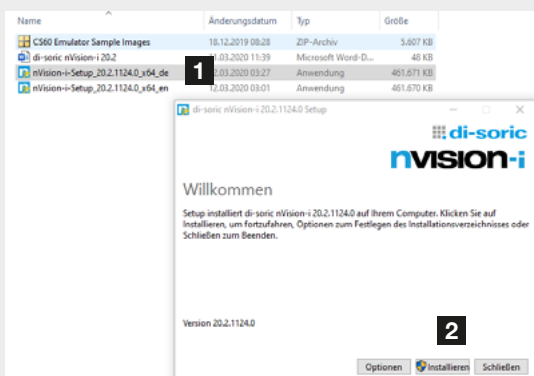 Name Änderungsdatum Typ Größe
CS60 Emulator Sample Images 18.12.2019 08:28 ZIP-Archiv 5.607 KB
di-soric nVision-i 20.2 11.03.2020 11:39 Microsoft Word-D... 48 KB
nVision-i-Setup_20.2.1124.0_x64_de 12.03.2020 03:27 Anwendung 461.671 KB
1
nVision-i-Setup_20.2.1124.0_x64_en 12.03.2020 03:01 Anwendung 461.670 KB
di-soric nVision-i 20.2.1124.0 Setup
di-soric
nVISION-i
Willkommen
Setup installiert di-soric nVision-i 20.2.1124.0 auf Ihrem Computer. Klicken Sie auf
Installieren, um fortzufahren, Optionen zum Festlegen des Installationsverzeichnisses oder
Schließen zum Beenden.
Version 20.2.1124.0
2
Optionen Installieren Schließen